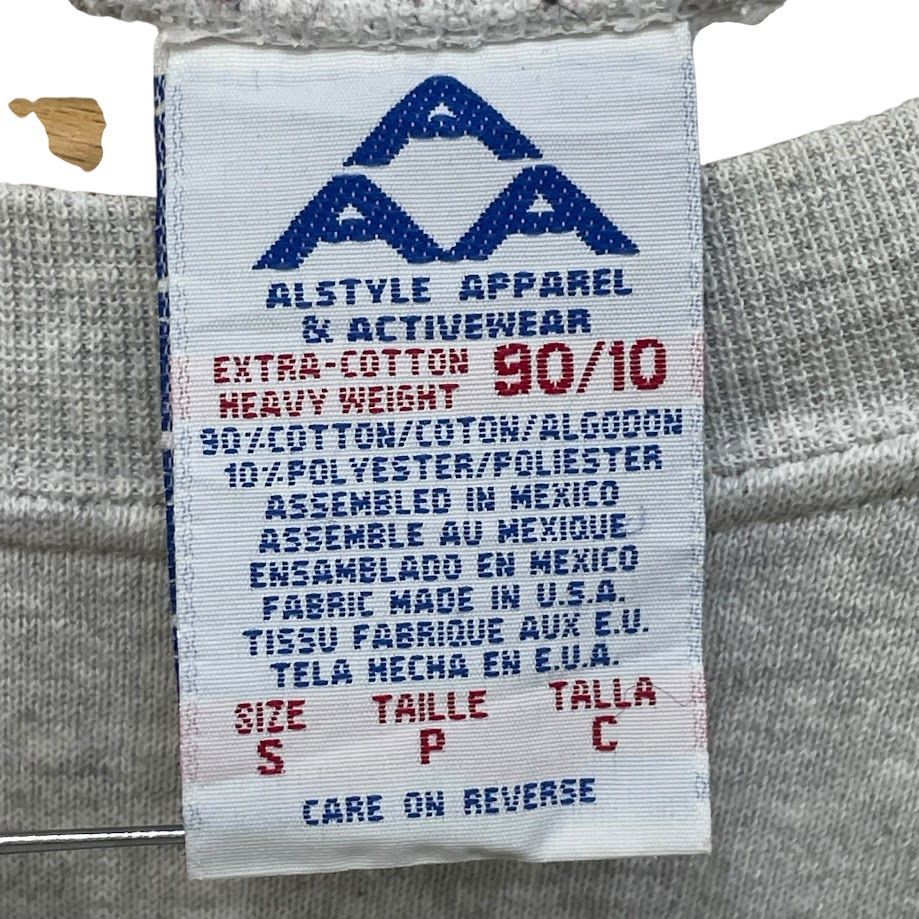 AAA
ALSTYLE APPAREL
& ACTIVEWEAR
EXTRA-COTTON 90/10
HEAVY WEIGHT
90%COTTON/COTON/ALGODON
10%POLYESTER/POLIESTER
ASSEMBLED IN MEXICO
ASSEMBLE AU MEXIQUE
ENSAMBLADO EN MEXICO
FABRIC MADE IN U.S.A.
TISSU FABRIQUE AUX E.U.
TELA HECHA EN E.U.A.
SIZE TAILLE TALLA
S P C
CARE ON REVERSE